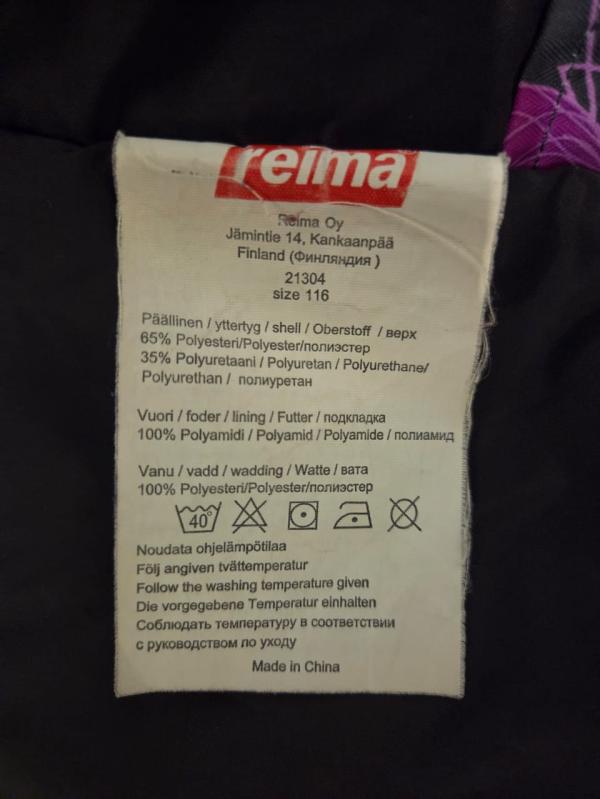 reima
Reima Oy
Jämintie 14, Kankaanpää
Finland (Финляндия )
21304
size 116
Päällinen / yttertyg / shell / Oberstoff / верх
65% Polyesteri/Polyester/полиэстер
35% Polyuretaani / Polyuretan / Polyurethane/
Polyurethan / полиуретан
Vuori / foder / lining / Futter / подкладка
100% Polyamidi / Polyamid / Polyamide / полиамид
Vanu / vadd / wadding / Watte / вата
100% Polyesteri/Polyester/полиэстер
40°
Noudata ohjelämpötilaa
Följ angiven tvättemperatur
Follow the washing temperature given
Die vorgegebene Temperatur einhalten
Соблюдать температуру в соответствии
с руководством по уходу
Made in China